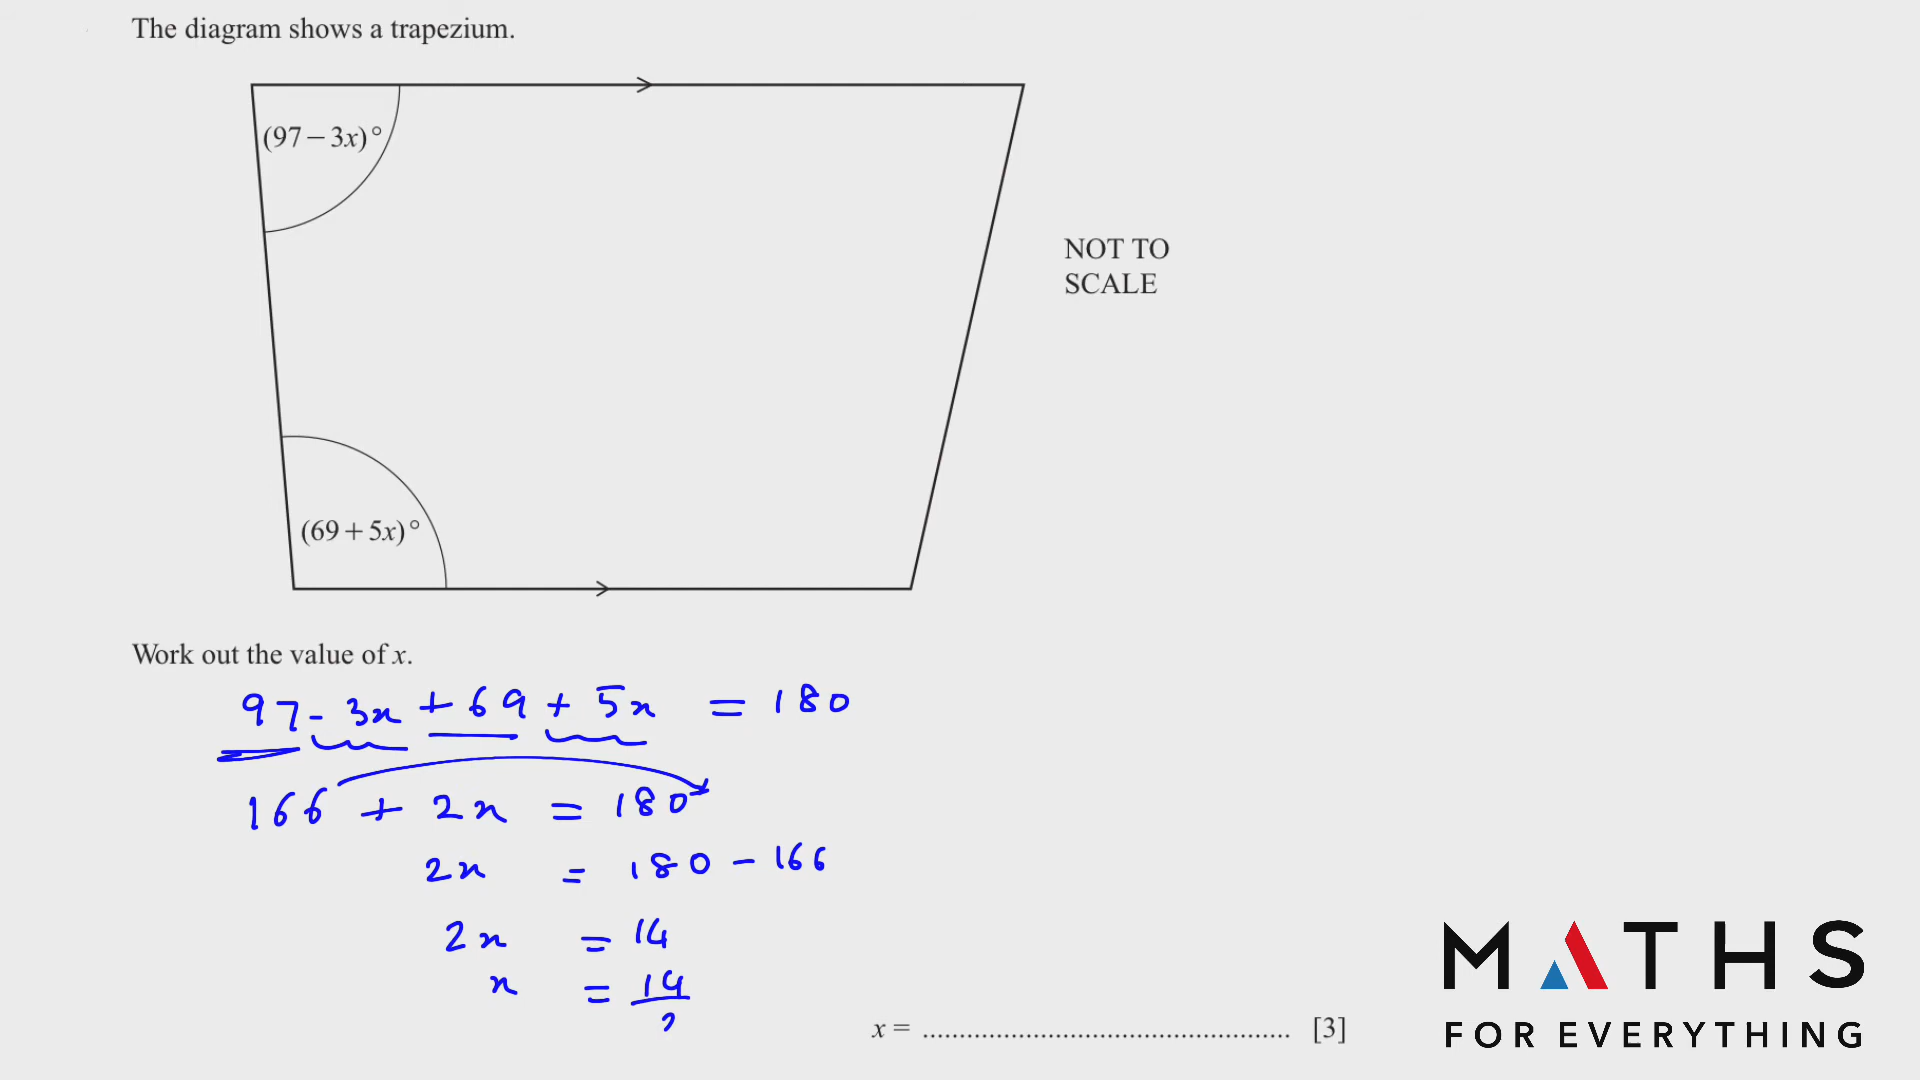 The diagram shows a trapezium.
(97 − 3x)°
NOT TO
SCALE
(69 + 5x)°
Work out the value of x.
97 - 3x + 69 + 5x = 180
166 + 2x = 180
2x = 180 - 166
2x = 14
x = 14/2
x = .............................................. [3]
MATHS
FOR EVERYTHING